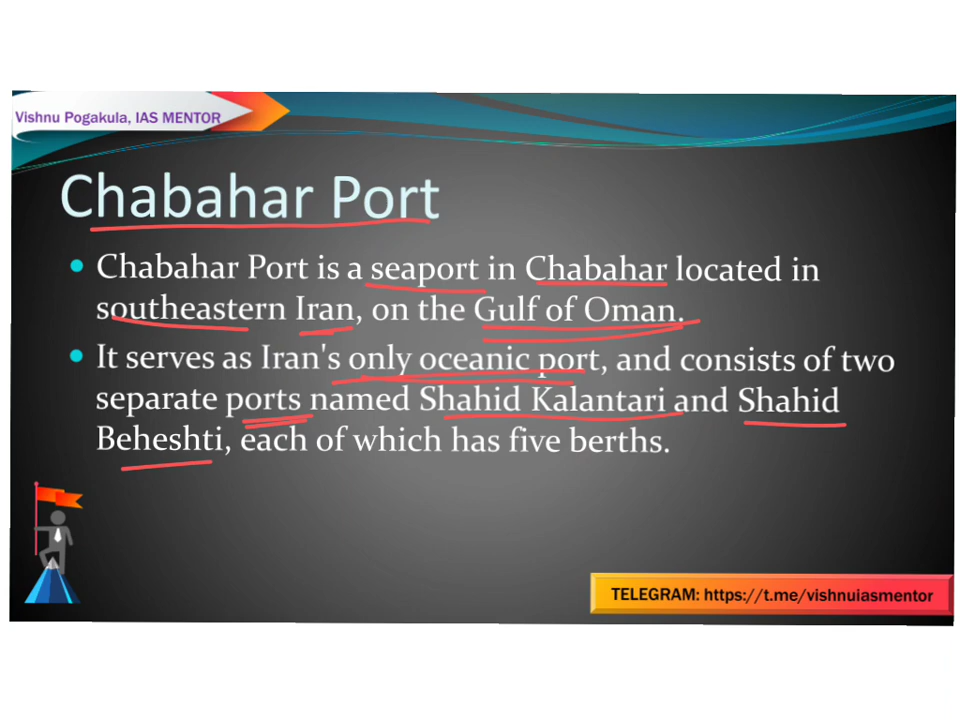 Vishnu Pogakula, IAS MENTOR
Chabahar Port
• Chabahar Port is a seaport in Chabahar located in
southeastern Iran, on the Gulf of Oman.
• It serves as Iran's only oceanic port, and consists of two
separate ports named Shahid Kalantari and Shahid
Beheshti, each of which has five berths.
TELEGRAM: https://t.me/vishnuiasmentor